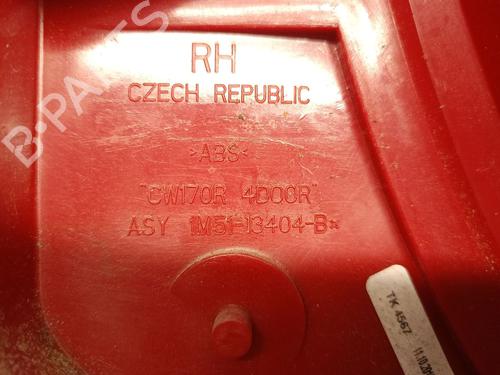 RH
CZECH REPUBLIC
>ABS<
"CW170R 4DOOR"
ASY 1M51-13404-B*
TK 4567
B-PARTS